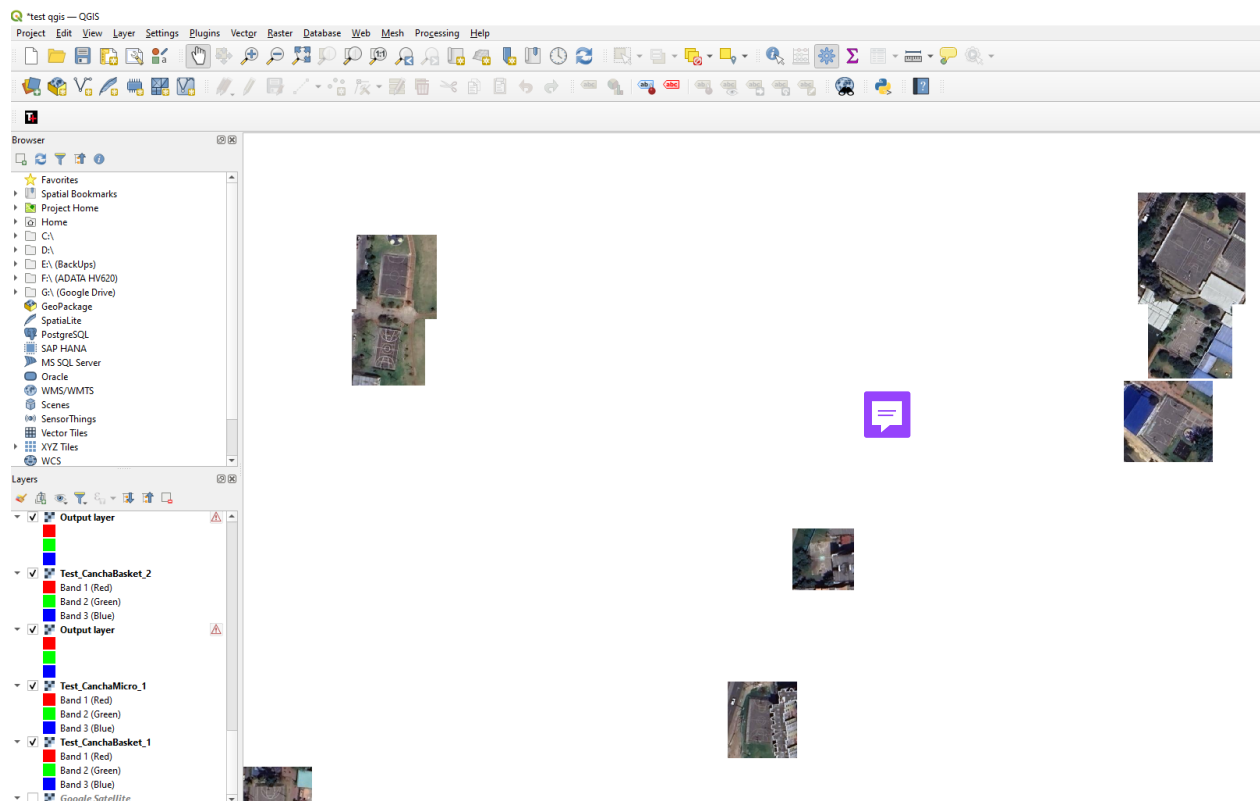 *test qgis — QGIS
Project Edit View Layer Settings Plugins Vector Raster Database Web Mesh Processing Help
Browser
Favorites
Spatial Bookmarks
Project Home
Home
C:\
D:\
E:\ (BackUps)
F:\ (ADATA HV620)
G:\ (Google Drive)
GeoPackage
SpatiaLite
PostgreSQL
SAP HANA
MS SQL Server
Oracle
WMS/WMTS
Scenes
SensorThings
Vector Tiles
XYZ Tiles
WCS
Layers
Output layer
Test_CanchaBasket_2
Band 1 (Red)
Band 2 (Green)
Band 3 (Blue)
Output layer
Test_CanchaMicro_1
Band 1 (Red)
Band 2 (Green)
Band 3 (Blue)
Test_CanchaBasket_1
Band 1 (Red)
Band 2 (Green)
Band 3 (Blue)
Google Satellite